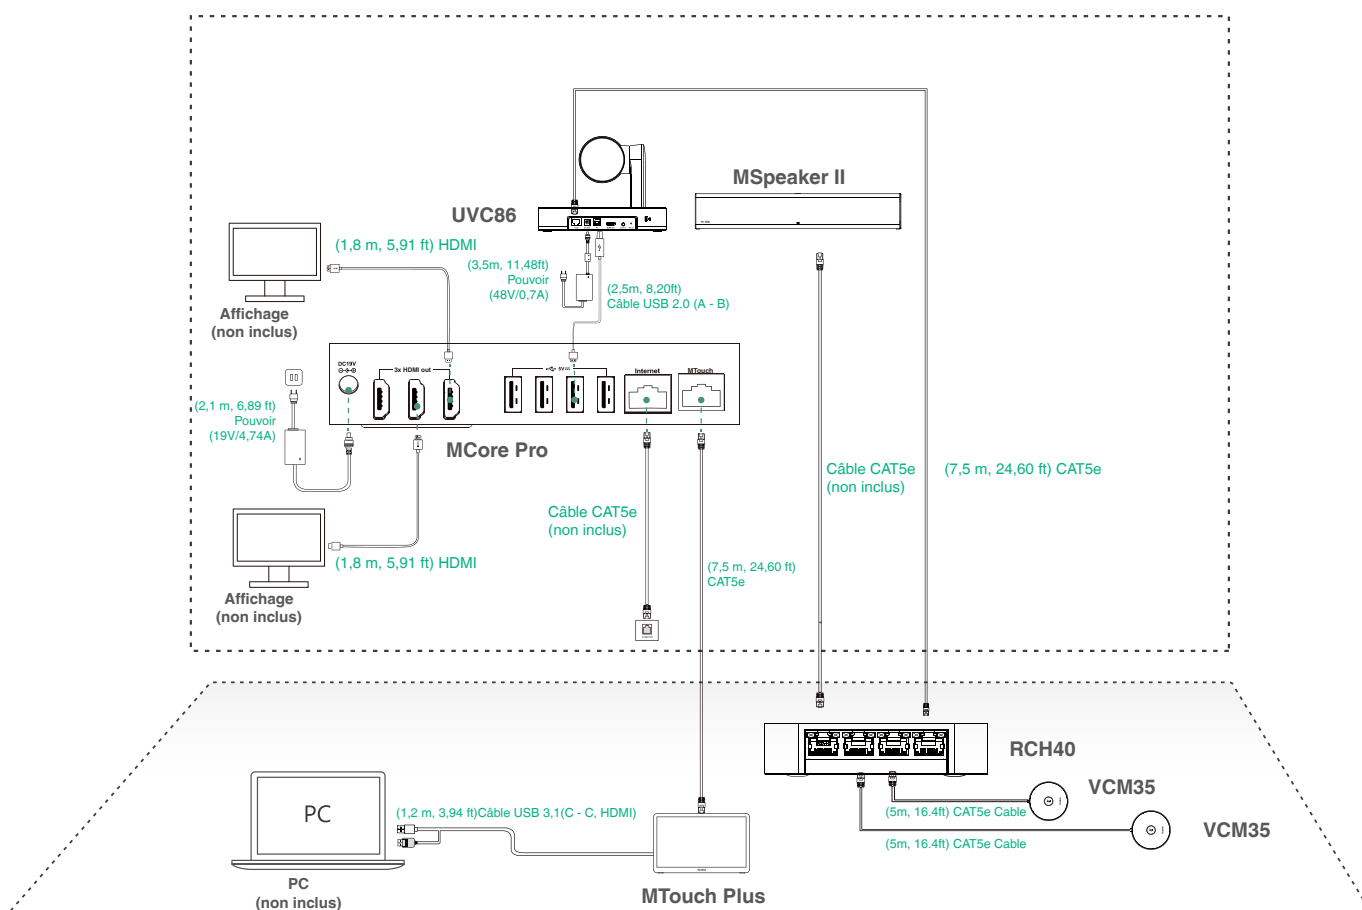 MSpeaker II
UVC86
(1,8 m, 5,91 ft) HDMI
(3,5m, 11,48ft)
Pouvoir
(48V/0,7A)
(2,5m, 8,20ft)
Câble USB 2.0 (A - B)
Affichage
(non inclus)
DC19V
3x HDMI out
5V
Internet
MTouch
(2,1 m, 6,89 ft)
Pouvoir
(19V/4,74A)
MCore Pro
Câble CAT5e
(non inclus)
(7,5 m, 24,60 ft) CAT5e
Câble CAT5e
(non inclus)
(1,8 m, 5,91 ft) HDMI
(7,5 m, 24,60 ft)
CAT5e
Affichage
(non inclus)
RCH40
VCM35
PC
(1,2 m, 3,94 ft)Câble USB 3,1(C - C, HDMI)
(5m, 16.4ft) CAT5e Cable
VCM35
(5m, 16.4ft) CAT5e Cable
PC
(non inclus)
MTouch Plus